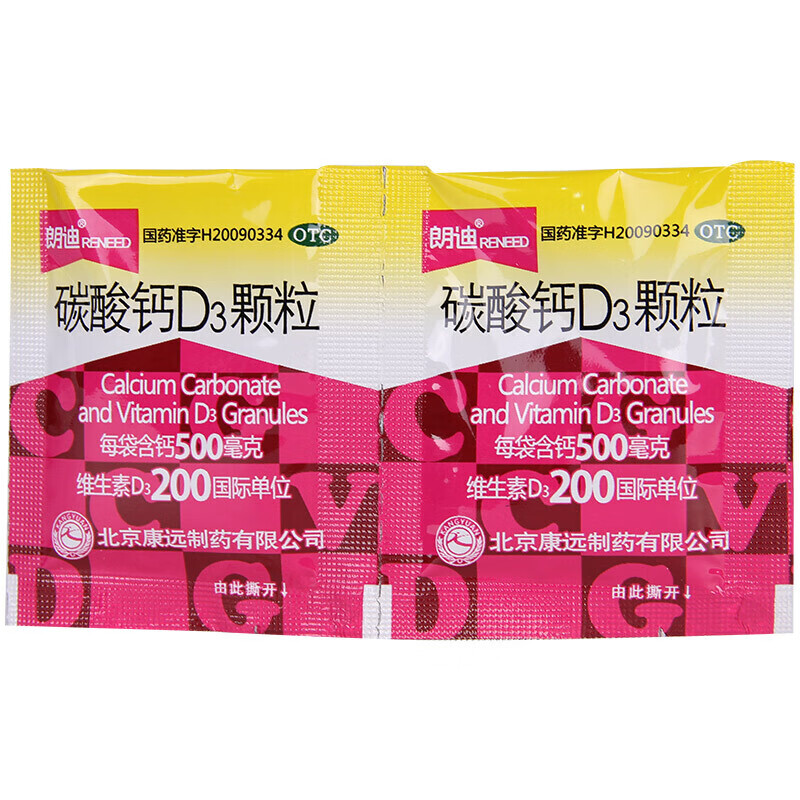 朗迪® RENEED
国药准字H20090334 OTC
碳酸钙D3颗粒
Calcium Carbonate
and Vitamin D3 Granules
每袋含钙500毫克
维生素D3200国际单位
KANGYUAN
北京康远制药有限公司
由此撕开↓
朗迪® RENEED
国药准字H20090334 OTC
碳酸钙D3颗粒
Calcium Carbonate
and Vitamin D3 Granules
每袋含钙500毫克
维生素D3200国际单位
KANGYUAN
北京康远制药有限公司
由此撕开↓